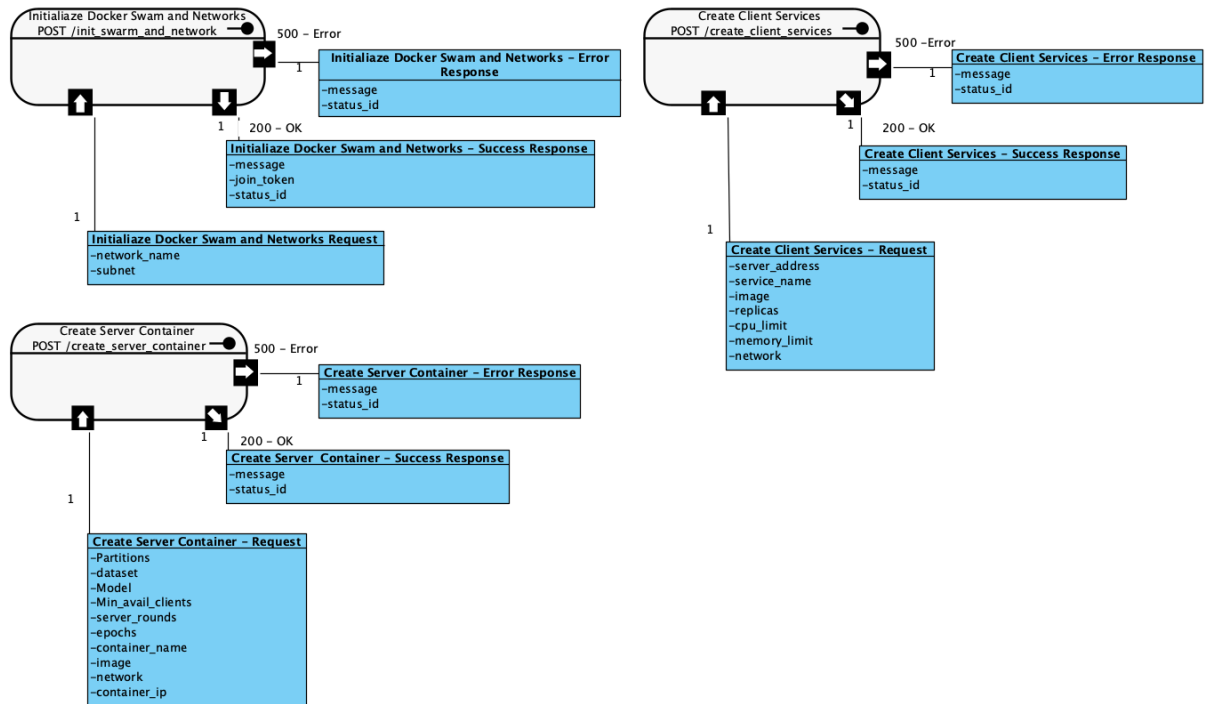 Initialiaze Docker Swam and Networks
POST /init_swarm_and_network
500 – Error
1
Initialiaze Docker Swam and Networks – Error
Response
–message
–status_id
1
200 – OK
Initialiaze Docker Swam and Networks – Success Response
–message
–join_token
–status_id
1
Initialiaze Docker Swam and Networks Request
–network_name
–subnet
Create Client Services
POST /create_client_services
500 –Error
1
Create Client Services – Error Response
–message
–status_id
1
200 – OK
Create Client Services – Success Response
–message
–status_id
1
Create Client Services – Request
–server_address
–service_name
–image
–replicas
–cpu_limit
–memory_limit
–network
Create Server Container
POST /create_server_container
500 – Error
1
Create Server Container – Error Response
–message
–status_id
1
200 – OK
Create Server  Container – Success Response
–message
–status_id
1
Create Server Container – Request
–Partitions
–dataset
–Model
–Min_avail_clients
–server_rounds
–epochs
–container_name
–image
–network
–container_ip